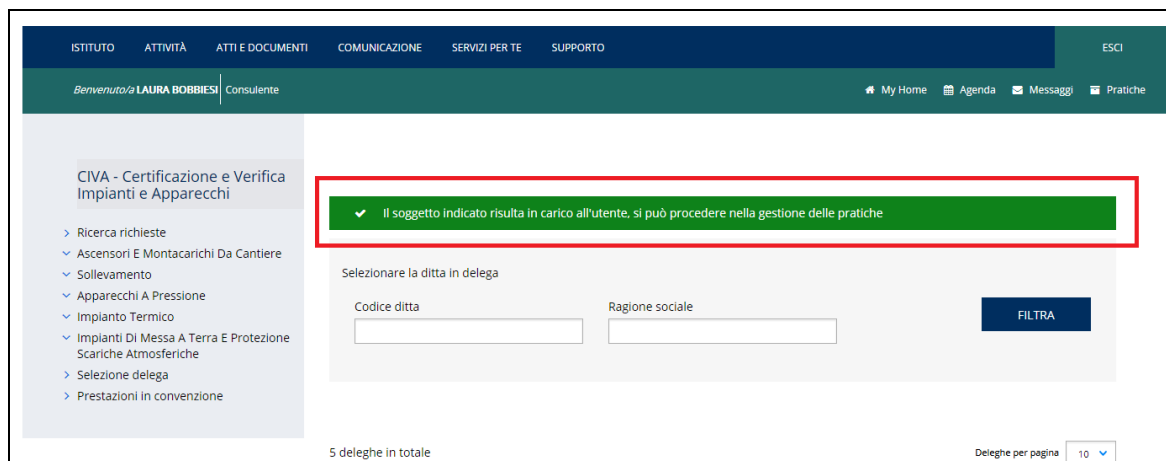 ISTITUTO ATTIVITÀ ATTI E DOCUMENTI COMUNICAZIONE SERVIZI PER TE SUPPORTO ESCI
Benvenuto/a LAURA BOBBIESI Consulente My Home Agenda Messaggi Pratiche
CIVA - Certificazione e Verifica
Impianti e Apparecchi
Ricerca richieste
Ascensori E Montacarichi Da Cantiere
Sollevamento
Apparecchi A Pressione
Impianto Termico
Impianti Di Messa A Terra E Protezione
Scariche Atmosferiche
Selezione delega
Prestazioni in convenzione
Il soggetto indicato risulta in carico all'utente, si può procedere nella gestione delle pratiche
Selezionare la ditta in delega
Codice ditta Ragione sociale
FILTRA
5 deleghe in totale Deleghe per pagina 10